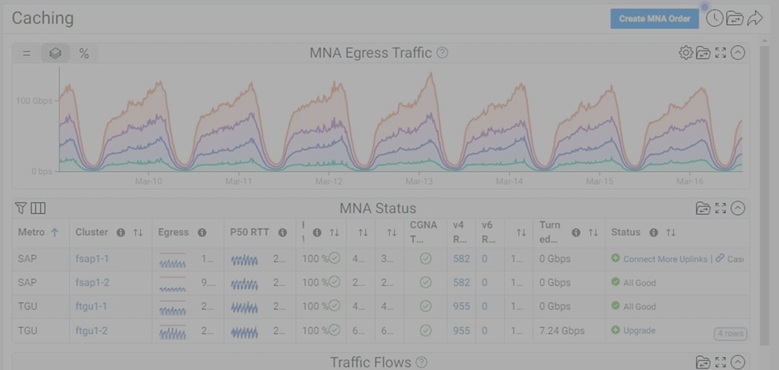 Caching
Create MNA Order
= %
MNA Egress Traffic
100 Gbps
0 bps
Mar-10 Mar-11 Mar-12 Mar-13 Mar-14 Mar-15 Mar-16
MNA Status
Metro Cluster Egress P50 RTT CGNA T... v4 R... v6 R... Turn ed... Status
SAP fsap1-1 1... 2... 100 % 4... 3... 582 0 1... 0 Gbps Connect More Uplinks | Cas
SAP fsap1-2 9... 2... 100 % 4... 2... 582 0 1... 0 Gbps All Good
TGU ftgu1-1 2... 2... 100 % 4... 2... 955 0 1... 0 Gbps All Good
TGU ftgu1-2 2... 2... 100 % 6... 6... 955 0 1... 7.24 Gbps Upgrade
4 rows
Traffic Flows